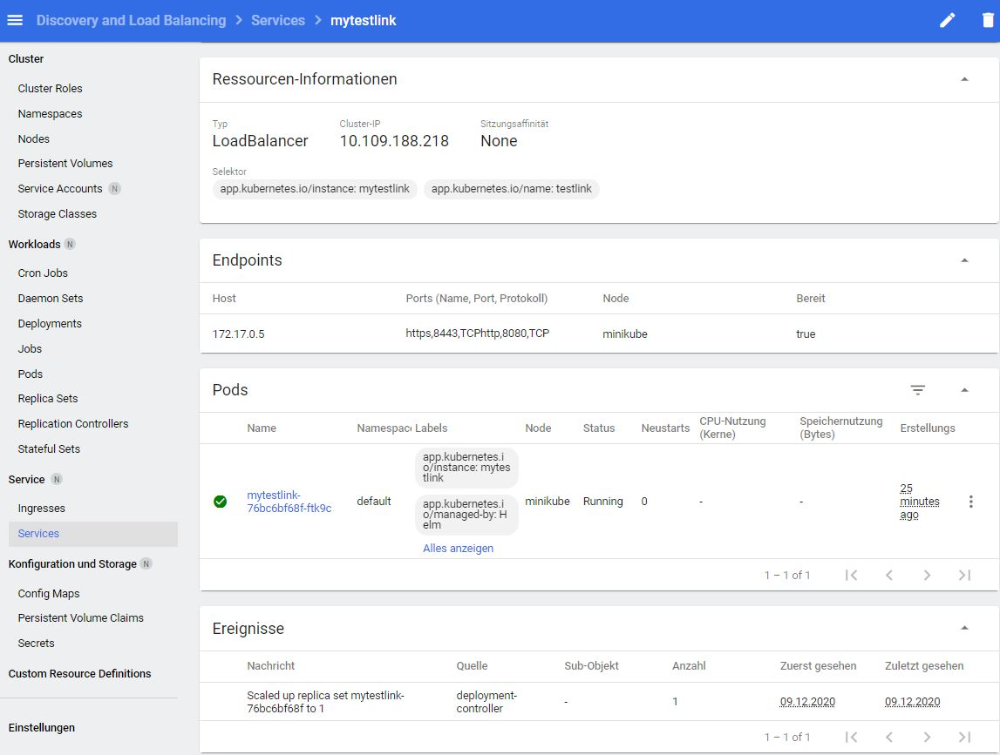 Discovery and Load Balancing > Services > mytestlink
Cluster
Cluster Roles
Namespaces
Nodes
Persistent Volumes
Service Accounts N
Storage Classes
Workloads N
Cron Jobs
Daemon Sets
Deployments
Jobs
Pods
Replica Sets
Replication Controllers
Stateful Sets
Service N
Ingresses
Services
Konfiguration und Storage N
Config Maps
Persistent Volume Claims
Secrets
Custom Resource Definitions
Einstellungen
Ressourcen-Informationen
Typ Cluster-IP Sitzungsaffinität
LoadBalancer 10.109.188.218 None
Selektor
app.kubernetes.io/instance: mytestlink app.kubernetes.io/name: testlink
Endpoints
Host Ports (Name, Port, Protokoll) Node Bereit
172.17.0.5 https,8443,TCPhttp,8080,TCP minikube true
Pods
Name Namespace Labels Node Status Neustarts CPU-Nutzung (Kerne) Speichernutzung (Bytes) Erstellungs
mytestlink-
76bc6bf68f-ftk9c
default
app.kubernetes.i
o/instance: mytes
tlink
app.kubernetes.i
o/managed-by: H
elm
Alles anzeigen
minikube Running 0 - -
25
minutes
ago
1 – 1 of 1
Ereignisse
Nachricht Quelle Sub-Objekt Anzahl Zuerst gesehen Zuletzt gesehen
Scaled up replica set mytestlink-
76bc6bf68f to 1
deployment-
controller
- 1 09.12.2020 09.12.2020
1 – 1 of 1